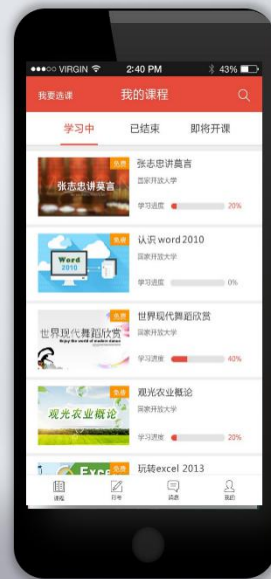 VIRGIN 2:40 PM 43%
我要选课 我的课程
学习中 已结束 即将开课
免费
张志忠讲莫言
张志忠讲莫言
国家开放大学
学习进度 20%
免费
Word
2010
认识 word 2010
国家开放大学
学习进度 0%
免费
世界现代舞蹈欣赏
Enjoy the world of modern dance
世界现代舞蹈欣赏
国家开放大学
学习进度 40%
免费
观光农业概论
观光农业概论
国家开放大学
学习进度 20%
免费
Exce
玩转excel 2013
课程 消息 我的